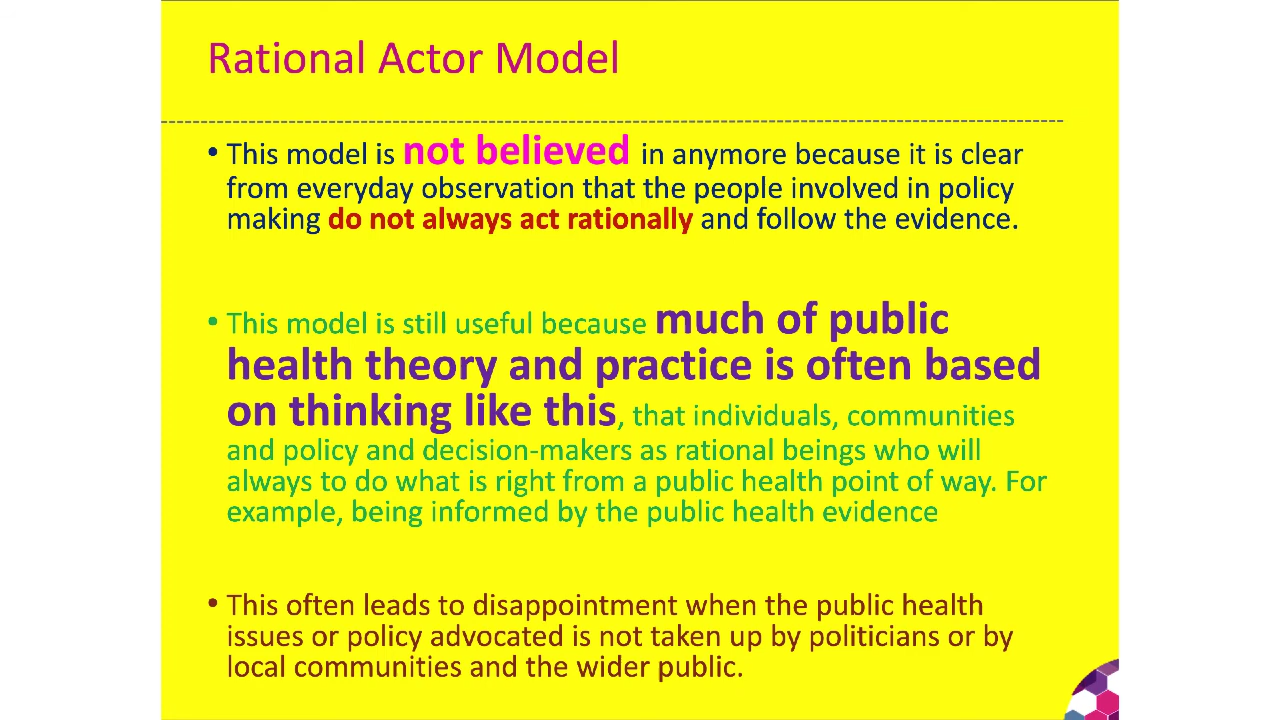 Rational Actor Model
• This model is not believed in anymore because it is clear
from everyday observation that the people involved in policy
making do not always act rationally and follow the evidence.
• This model is still useful because much of public
health theory and practice is often based
on thinking like this, that individuals, communities
and policy and decision-makers as rational beings who will
always to do what is right from a public health point of way. For
example, being informed by the public health evidence
• This often leads to disappointment when the public health
issues or policy advocated is not taken up by politicians or by
local communities and the wider public.